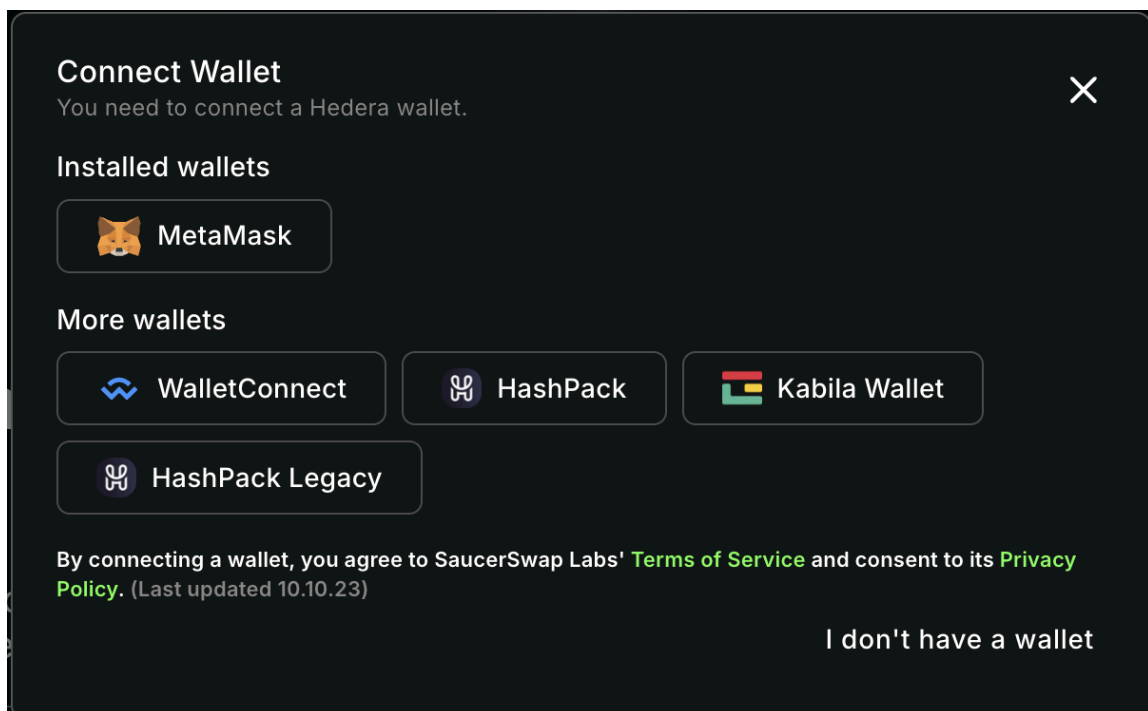 Connect Wallet
You need to connect a Hedera wallet.
Installed wallets
MetaMask
More wallets
WalletConnect
HashPack
Kabila Wallet
HashPack Legacy
By connecting a wallet, you agree to SaucerSwap Labs' Terms of Service and consent to its Privacy
Policy. (Last updated 10.10.23)
I don't have a wallet